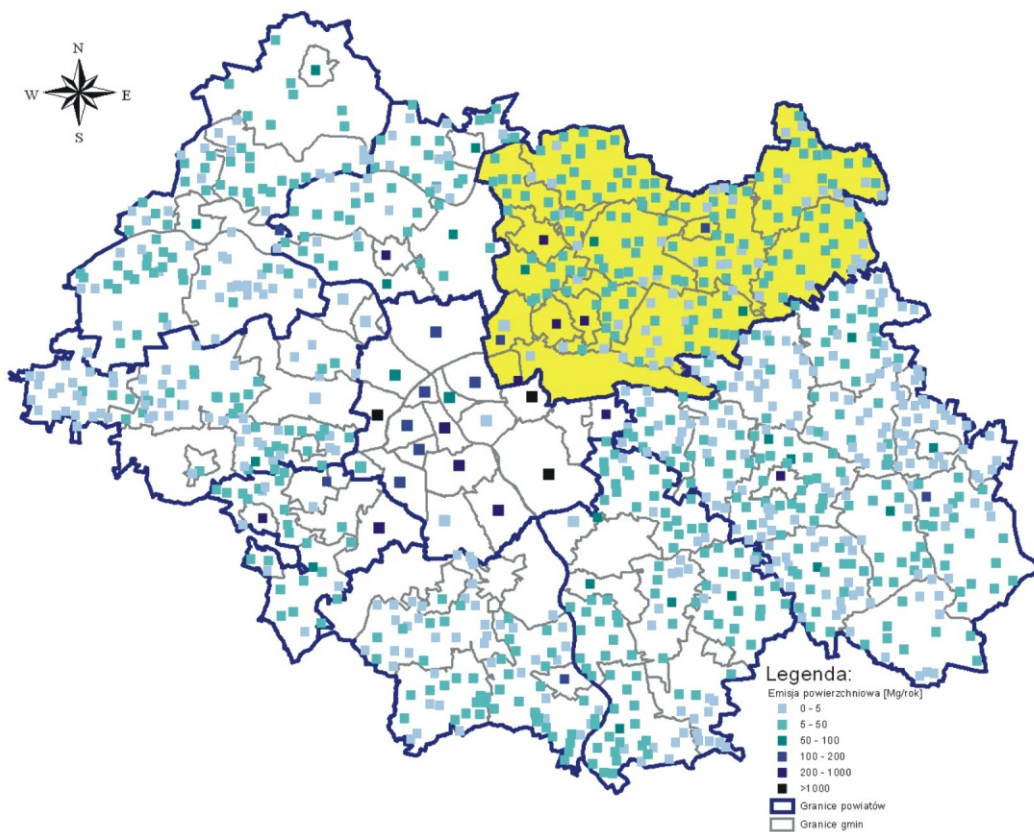 N
W E
S
Legenda:
Emisja powierzchniowa [Mg/rok]
0 - 5
5 - 50
50 - 100
100 - 200
200 - 1000
>1000
Granice powiatów
Granice gmin